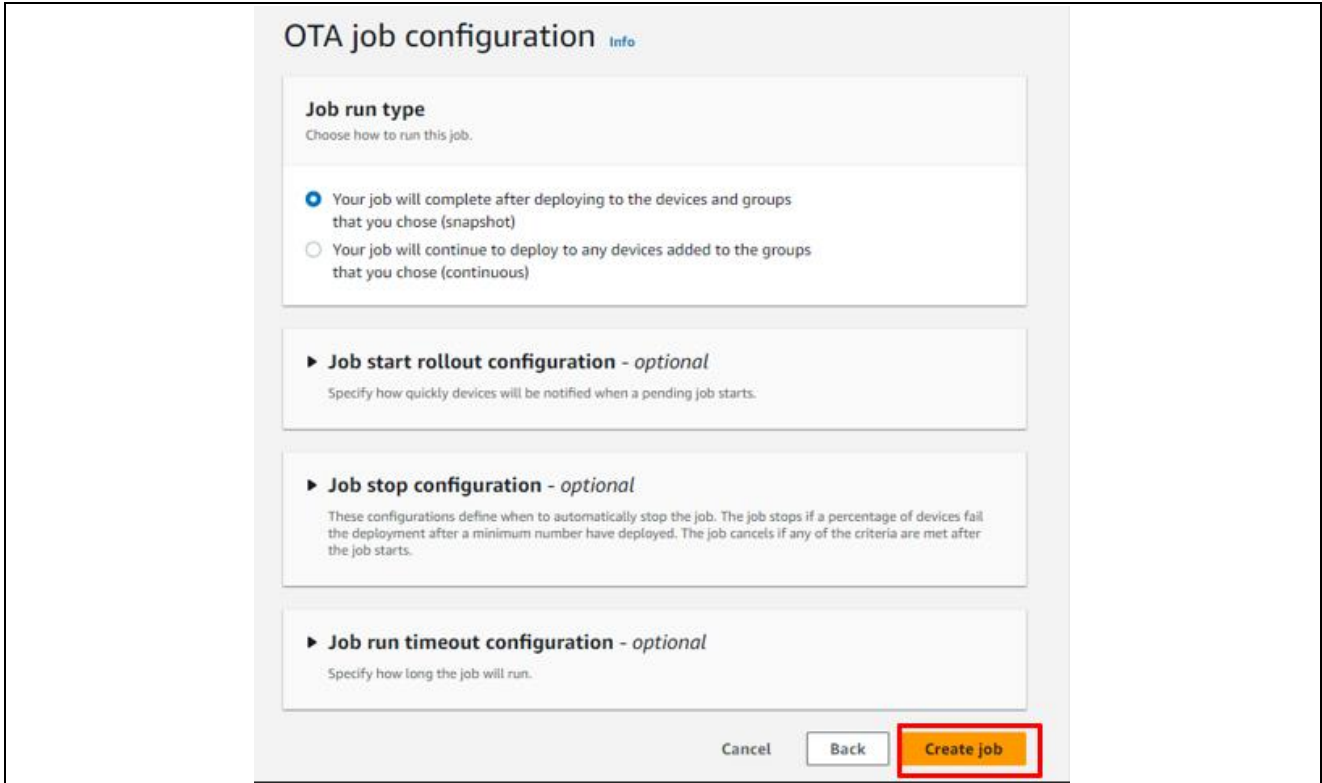 OTA job configuration Info
Job run type
Choose how to run this job.
Your job will complete after deploying to the devices and groups
that you chose (snapshot)
Your job will continue to deploy to any devices added to the groups
that you chose (continuous)
Job start rollout configuration - optional
Specify how quickly devices will be notified when a pending job starts.
Job stop configuration - optional
These configurations define when to automatically stop the job. The job stops if a percentage of devices fail
the deployment after a minimum number have deployed. The job cancels if any of the criteria are met after
the job starts.
Job run timeout configuration - optional
Specify how long the job will run.
Cancel Back Create job